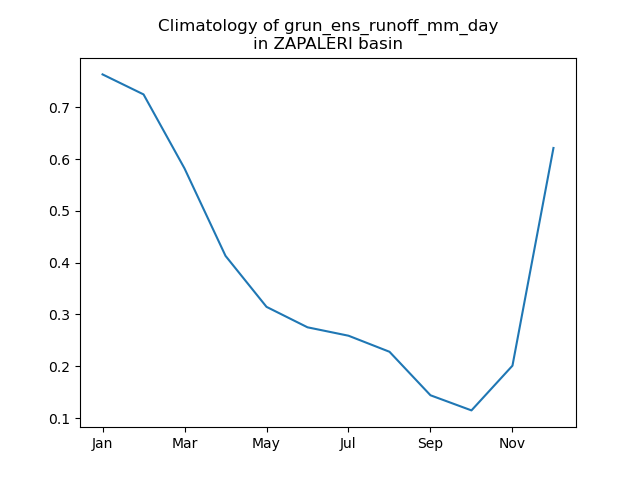 Climatology of grun_ens_runoff_mm_day
in ZAPALERI basin
0.7
0.6
0.5
0.4
0.3
0.2
0.1
Jan
Mar
May
Jul
Sep
Nov